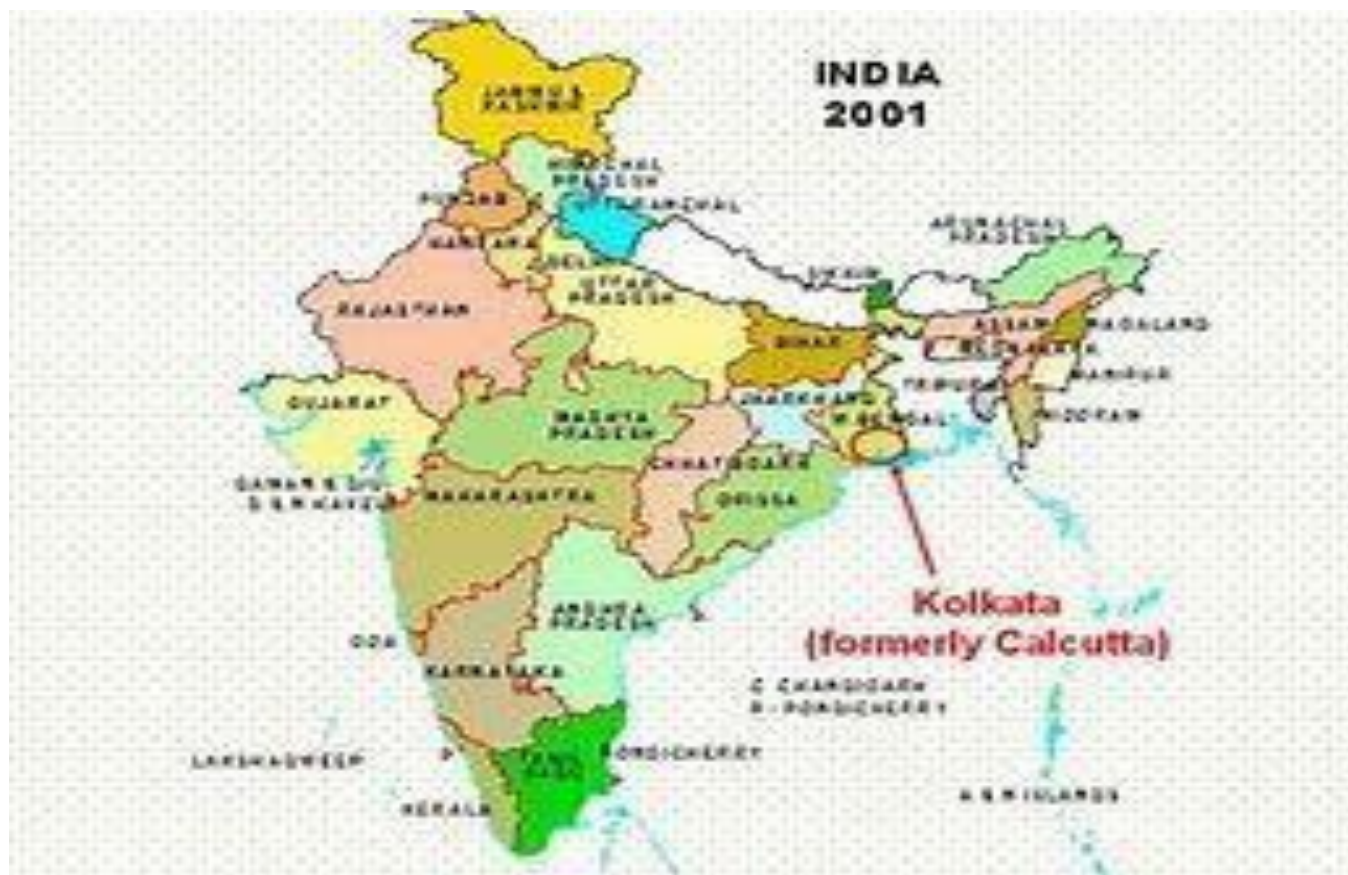 INDIA
2001
JAMMU &
KASHMIR
HIMACHAL
PRADESH
PUNJAB
UTTARANCHAL
HARYANA
DELHI
ARUNACHAL
PRADESH
SIKKIM
UTTAR
PRADESH
RAJASTHAN
BIHAR
ASSAM
NAGALAND
MEGHALAYA
MANIPUR
TRIPURA
MIZORAM
GUJARAT
JHARKHAND
W BENGAL
MADHYA
PRADESH
CHHATISGARH
ORISSA
MAHARASHTRA
DAMAN & DIU
D & N HAVELI
Kolkata
(formerly Calcutta)
ANDHRA
PRADESH
GOA
KARNATAKA
C CHANDIGARH
P - PONDICHERRY
LAKSHADWEEP
P
PONDICHERRY
KERALA
A & N ISLANDS